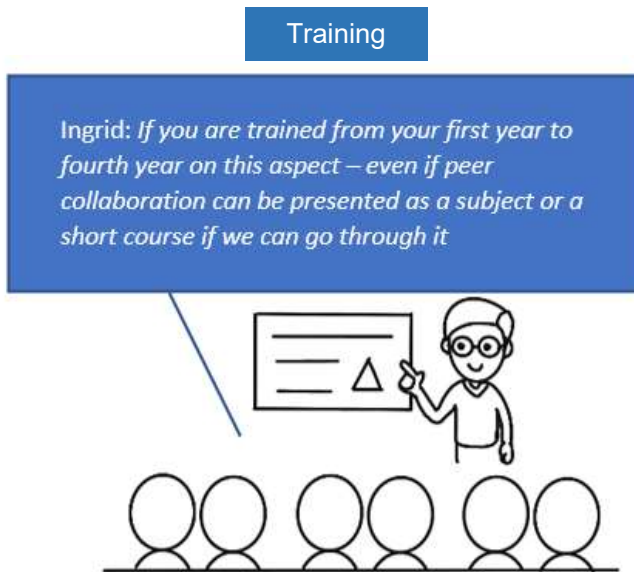 Training
Ingrid: If you are trained from your first year to
fourth year on this aspect – even if peer
collaboration can be presented as a subject or a
short course if we can go through it